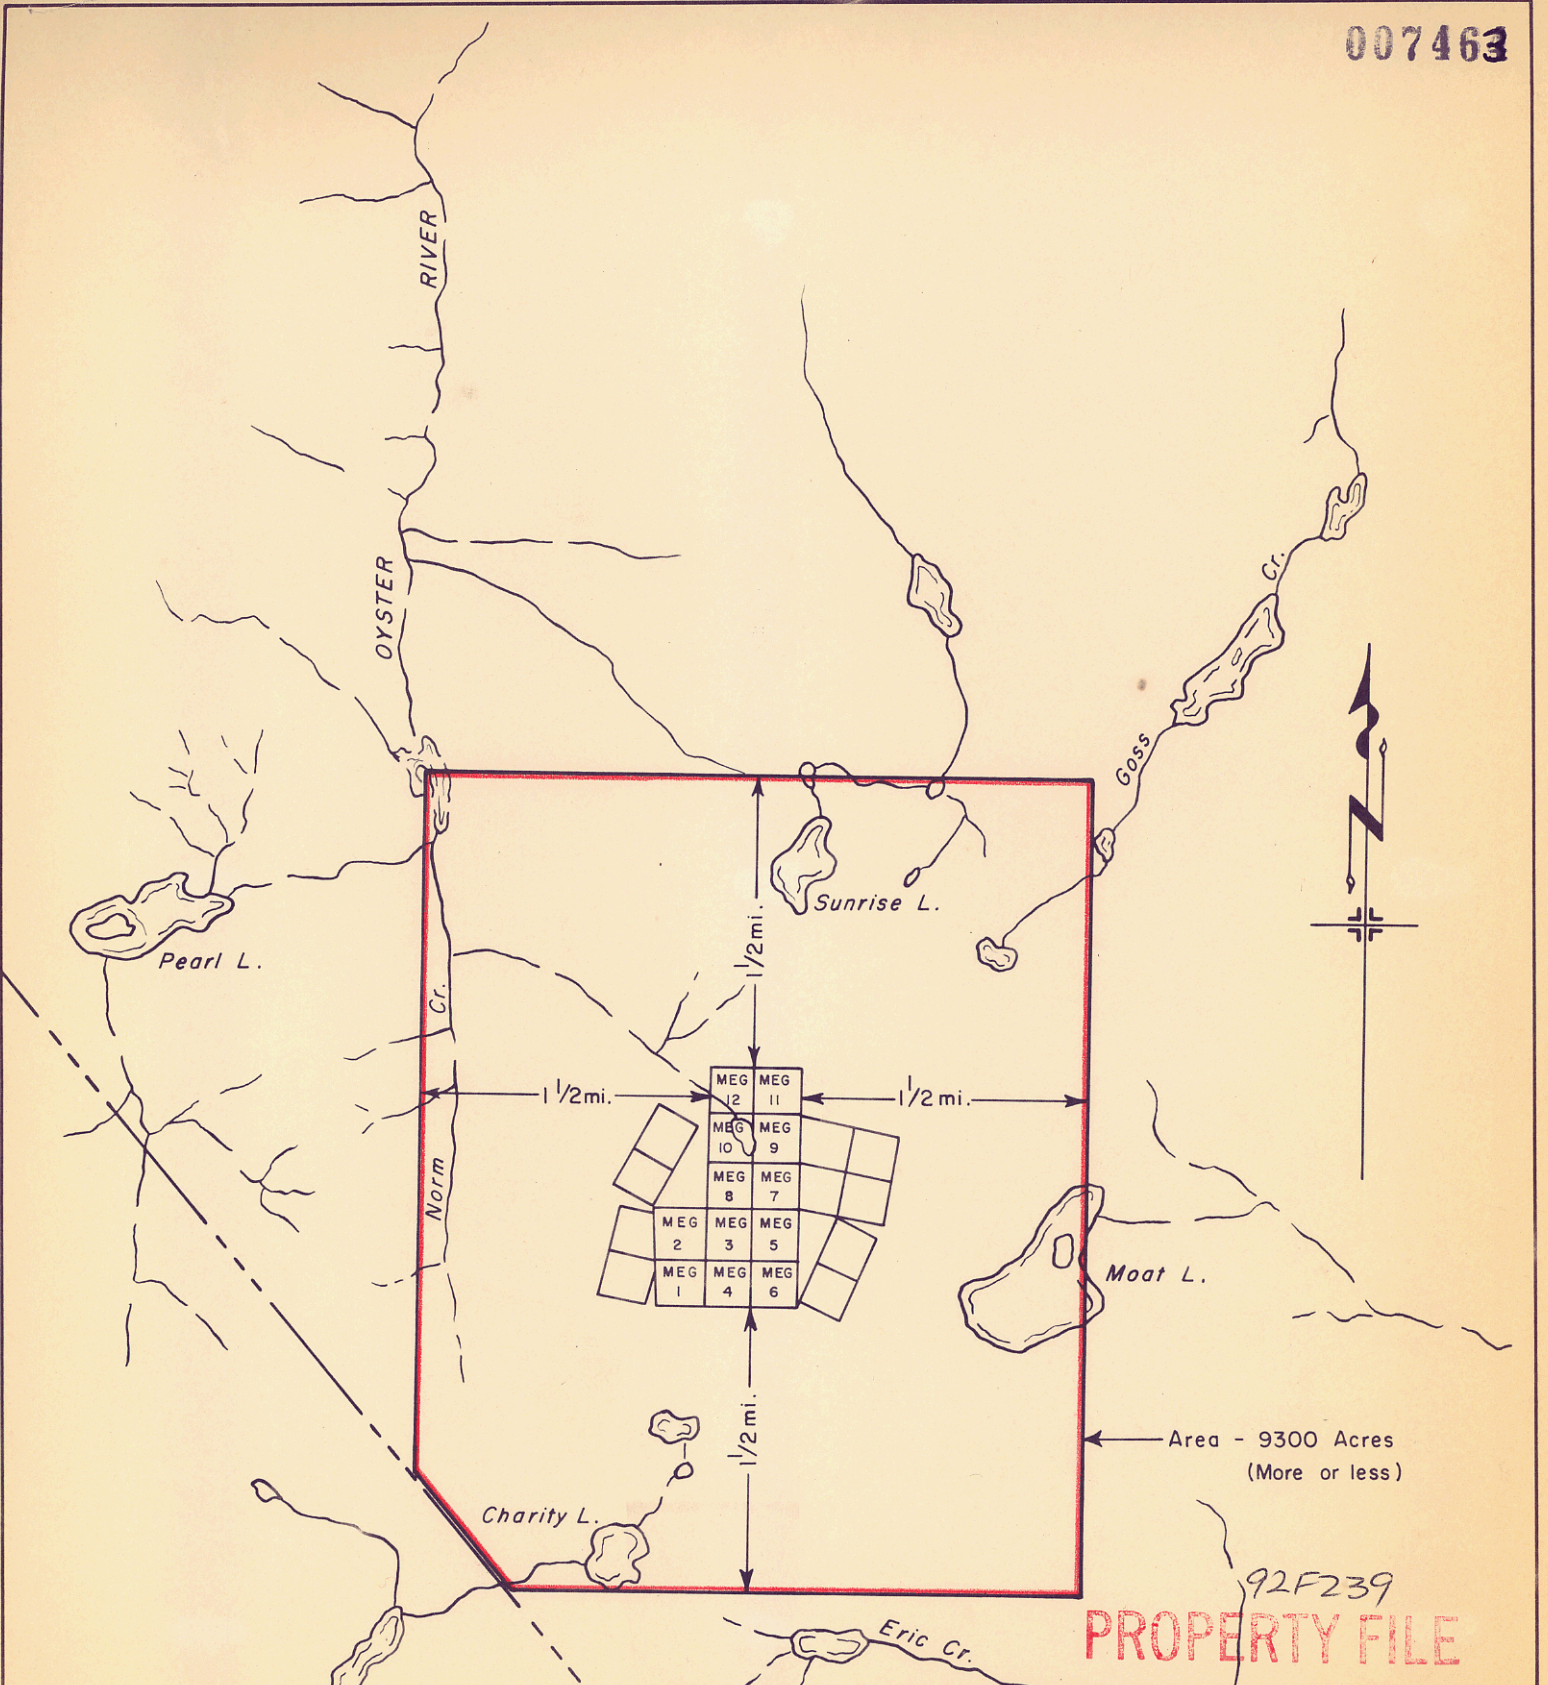 007463
RIVER
OYSTER
Cr.
Goss
Sunrise L.
Pearl L.
1 1/2 mi.
Cr.
1 1/2 mi.
1 1/2 mi.
MEG 12
MEG 11
MEG 10
MEG 9
MEG 8
MEG 7
MEG 2
MEG 3
MEG 5
MEG 1
MEG 4
MEG 6
Norm
Moat L.
1 1/2 mi.
Area - 9300 Acres
(More or less)
Charity L.
92F239
PROPERTY FILE
Eric Cr.
N